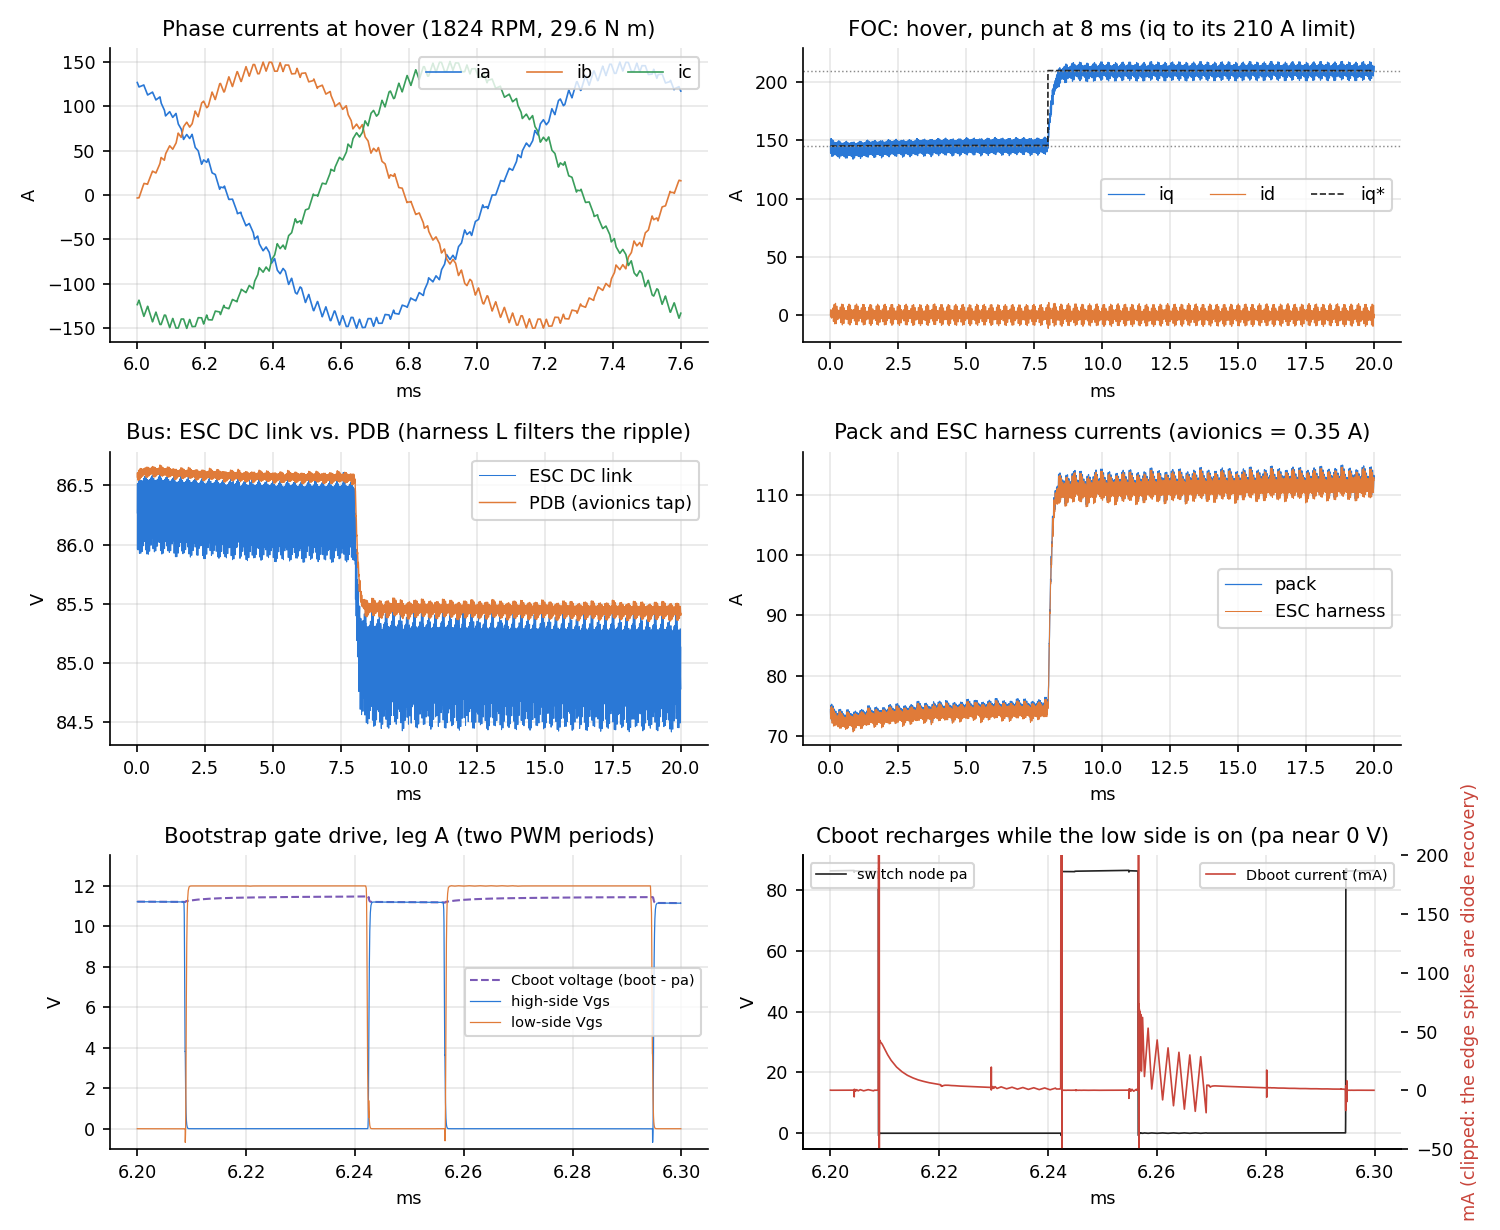 Phase currents at hover (1824 RPM, 29.6 N m)
ia ib ic
A
150
100
50
0
−50
−100
−150
6.0 6.2 6.4 6.6 6.8 7.0 7.2 7.4 7.6
ms
FOC: hover, punch at 8 ms (iq to its 210 A limit)
iq id iq*
A
200
150
100
50
0
0.0 2.5 5.0 7.5 10.0 12.5 15.0 17.5 20.0
ms
Bus: ESC DC link vs. PDB (harness L filters the ripple)
ESC DC link
PDB (avionics tap)
V
86.5
86.0
85.5
85.0
84.5
0.0 2.5 5.0 7.5 10.0 12.5 15.0 17.5 20.0
ms
Pack and ESC harness currents (avionics = 0.35 A)
pack
ESC harness
A
110
100
90
80
70
0.0 2.5 5.0 7.5 10.0 12.5 15.0 17.5 20.0
ms
Bootstrap gate drive, leg A (two PWM periods)
Cboot voltage (boot - pa)
high-side Vgs
low-side Vgs
V
12
10
8
6
4
2
0
6.20 6.22 6.24 6.26 6.28 6.30
ms
Cboot recharges while the low side is on (pa near 0 V)
switch node pa
Dboot current (mA)
V
80
60
40
20
0
6.20 6.22 6.24 6.26 6.28 6.30
ms
200
150
100
50
0
−50
mA (clipped: the edge spikes are diode recovery)